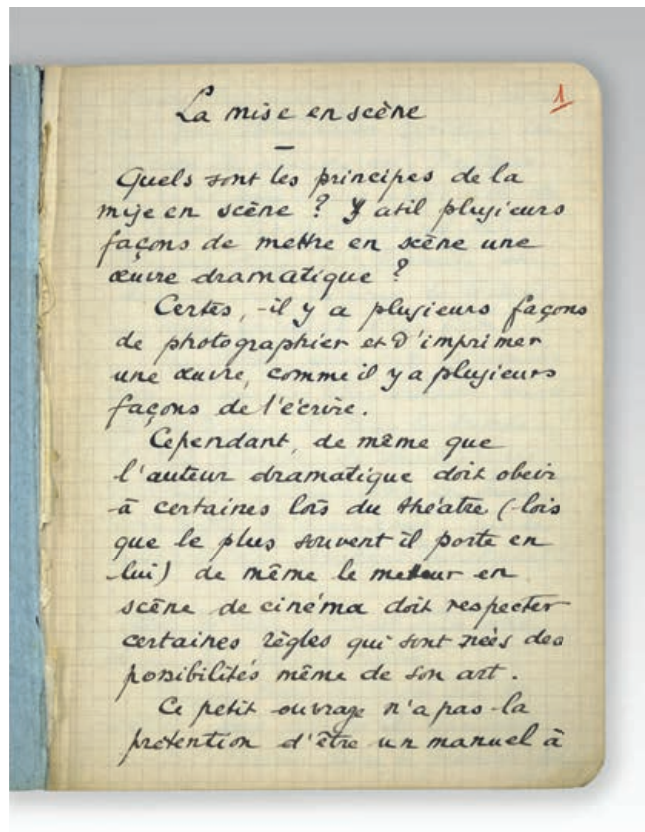 1
La mise en scène
Quels sont les principes de la
mise en scène ? Y atil plusieurs
façons de mettre en scène une
œuvre dramatique ?
Certes, il y a plusieurs façons
de photographier et d'imprimer
une œuvre, comme il y a plusieurs
façons de l'écrire.
Cependant, de même que
l'auteur dramatique doit obeir
à certaines lois du théatre (lois
que le plus souvent il porte en
lui) de même le metteur en
scène de cinéma doit respecter
certaines règles qui sont nées des
possibilités même de son art.
Ce petit ouvrage n'a pas la
prétention d'être un manuel à